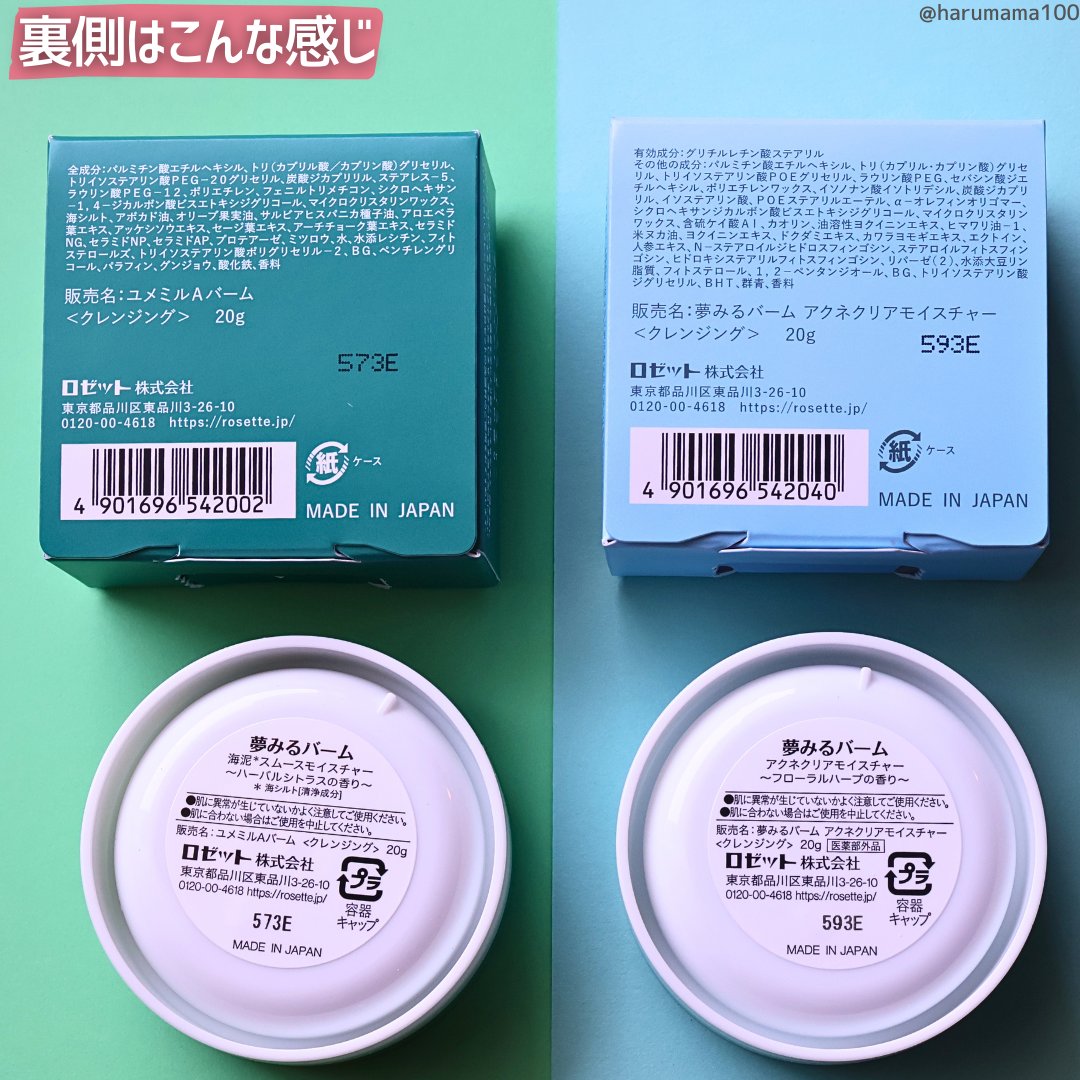 裏側はこんな感じ
@harumama100
全成分：パルミチン酸エチルヘキシル、トリ(カプリル酸／カプリン酸)グリセリル、
トリイソステアリン酸PEG-20グリセリル、炭酸ジカプリル、ステアレス-5、
ラウリン酸PEG-12、ポリエチレン、フェニルトリメチコン、シクロヘキサン
-1,4-ジカルボン酸ビスエトキシジグリコール、マイクロクリスタリンワックス、
海シルト、アボカド油、オリーブ果実油、サルビアヒスパニカ種子油、アロエベラ
葉エキス、アッケシソウエキス、セージ葉エキス、アーチチョーク葉エキス、セラミド
NG、セラミドNP、セラミドAP、プロテアーゼ、ミツロウ、水、水添レシチン、フィト
ステロールズ、トリイソステアリン酸ポリグリセリル-2、BG、ペンチレングリ
コール、パラフィン、グンジョウ、酸化鉄、香料
販売名：ユメミルAバーム
<クレンジング> 20g
573E
ロゼット株式会社
東京都品川区東品川3-26-10
0120-00-4618 https://rosette.jp/
紙 ケース
4 901696 542002
MADE IN JAPAN
有効成分：グリチルレチン酸ステアリル
その他の成分：パルミチン酸エチルヘキシル、トリ(カプリル・カプリン酸)グリセ
リル、トリイソステアリン酸POEグリセリル、ラウリン酸PEG、セバシン酸ジエ
チルヘキシル、ポリエチレンワックス、イソノナン酸イソトリデシル、炭酸ジカプ
リル、イソステアリン酸、POEステアリルエーテル、α-オレフィンオリゴマー、
シクロヘキサンジカルボン酸ビスエトキシジグリコール、マイクロクリスタリン
ワックス、含硫ケイ酸Al、カオリン、油溶性ヨクイニンエキス、ヒマワリ油-1、
米ヌカ油、ヨクイニンエキス、ドクダミエキス、カワラヨモギエキス、エクトイン、
人参エキス、N-ステアロイルジヒドロスフィンゴシン、ステアロイルフィトスフィン
ゴシン、ヒドロキシステアリルフィトスフィンゴシン、リパーゼ(2)、水添大豆リン
脂質、フィトステロール、1,2-ペンタンジオール、BG、トリイソステアリン酸
ジグリセリル、BHT、群青、香料
販売名：夢みるバーム アクネクリアモイスチャー
<クレンジング> 20g
593E
ロゼット株式会社
東京都品川区東品川3-26-10
0120-00-4618 https://rosette.jp/
紙 ケース
4 901696 542040
MADE IN JAPAN
夢みるバーム
海泥*スムースモイスチャー
〜ハーバルシトラスの香り〜
* 海シルト[清浄成分]
●肌に異常が生じていないかよく注意してご使用ください。
●肌に合わない場合はご使用を中止してください。
販売名：ユメミルAバーム <クレンジング> 20g
ロゼット株式会社
東京都品川区東品川3-26-10
0120-00-4618 https://rosette.jp/
プラ
容器
キャップ
573E
MADE IN JAPAN
夢みるバーム
アクネクリアモイスチャー
〜フローラルハーブの香り〜
●肌に異常が生じていないかよく注意してご使用ください。
●肌に合わない場合はご使用を中止してください。
販売名：夢みるバーム アクネクリアモイスチャー
<クレンジング> 20g 医薬部外品
ロゼット株式会社
東京都品川区東品川3-26-10
0120-00-4618 https://rosette.jp/
プラ
容器
キャップ
593E
MADE IN JAPAN